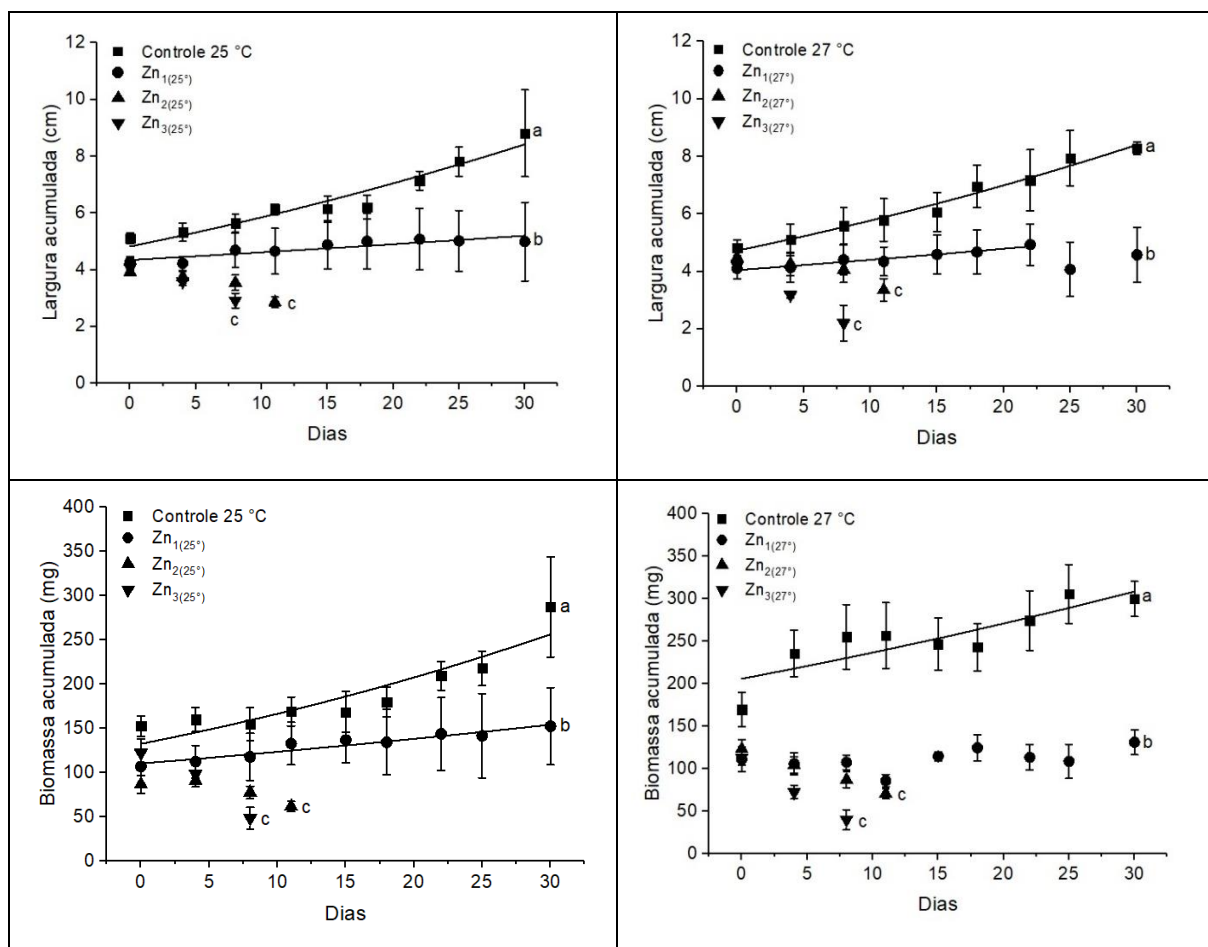 12
10
8
6
4
2
0
Largura acumulada (cm)
Controle 25 °C
Zn1(25°)
Zn2(25°)
Zn3(25°)
a
b
c
c
0 5 10 15 20 25 30
Dias
12
10
8
6
4
2
0
Largura acumulada (cm)
Controle 27 °C
Zn1(27°)
Zn2(27°)
Zn3(27°)
a
b
c
c
0 5 10 15 20 25 30
Dias
400
350
300
250
200
150
100
50
0
Biomassa acumulada (mg)
Controle 25 °C
Zn1(25°)
Zn2(25°)
Zn3(25°)
a
b
c
c
0 5 10 15 20 25 30
Dias
400
350
300
250
200
150
100
50
0
Biomassa acumulada (mg)
Controle 27 °C
Zn1(27°)
Zn2(27°)
Zn3(27°)
a
b
c
c
0 5 10 15 20 25 30
Dias